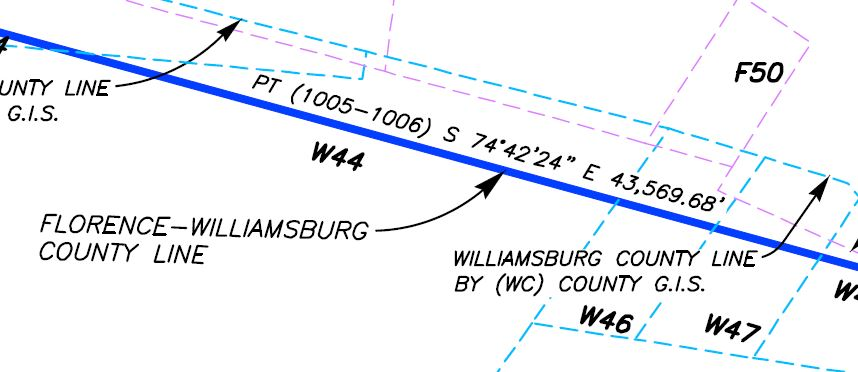 F50
UNTY LINE
G.I.S.
PT (1005-1006) S 74°42'24" E 43,569.68'
W44
FLORENCE-WILLIAMSBURG
COUNTY LINE
WILLIAMSBURG COUNTY LINE
BY (WC) COUNTY G.I.S.
W46
W47